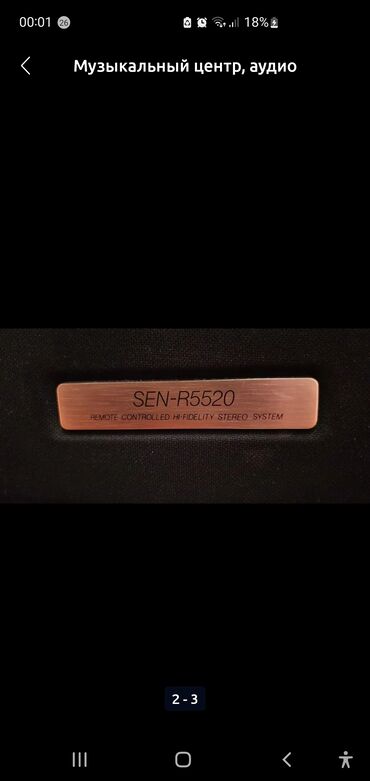 00:01 26 18%
Музыкальный центр, аудио
SEN-R5520
REMOTE CONTROLLED HI-FIDELITY STEREO SYSTEM
2 - 3